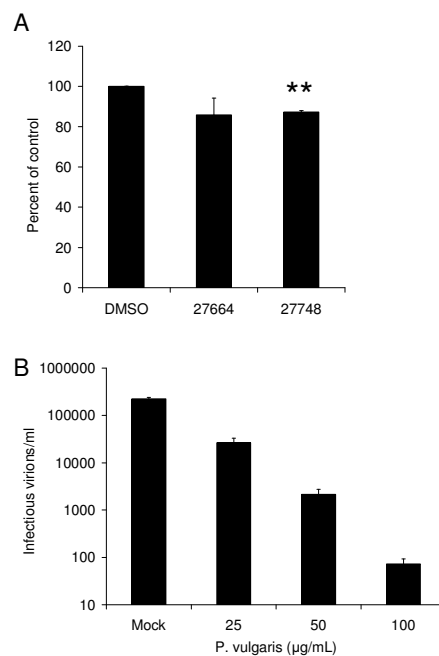 A
Percent of control
120
100
80
60
40
20
0
**
DMSO 27664 27748
B
Infectious virions/ml
1000000
100000
10000
1000
100
10
Mock 25 50 100
P. vulgaris (µg/mL)